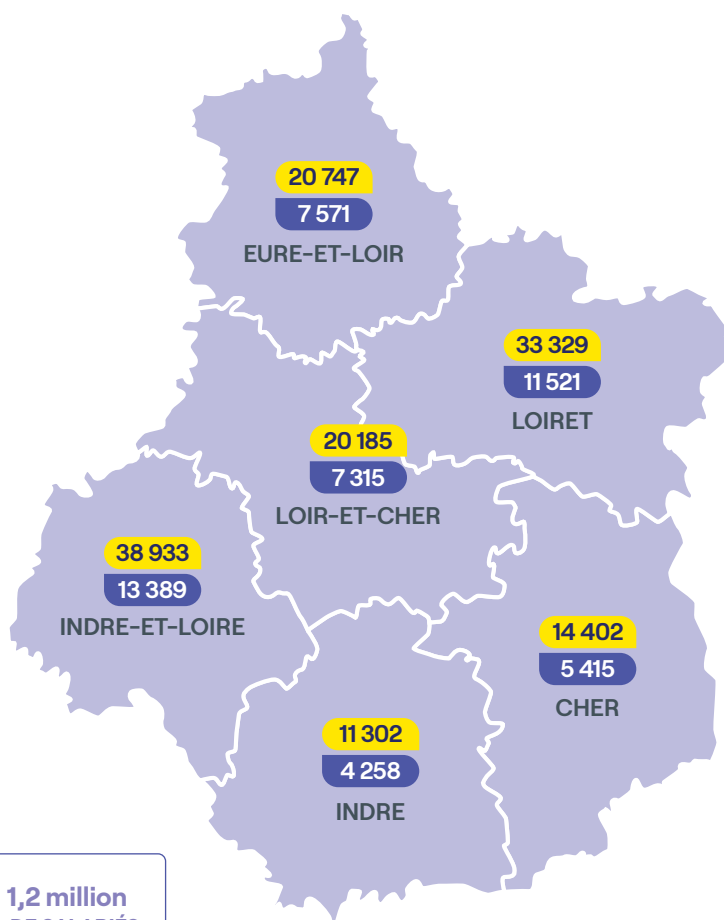 20 747
7 571
EURE-ET-LOIR
33 329
11 521
LOIRET
20 185
7 315
LOIR-ET-CHER
38 933
13 389
INDRE-ET-LOIRE
14 402
5 415
CHER
11 302
4 258
INDRE
1,2 million